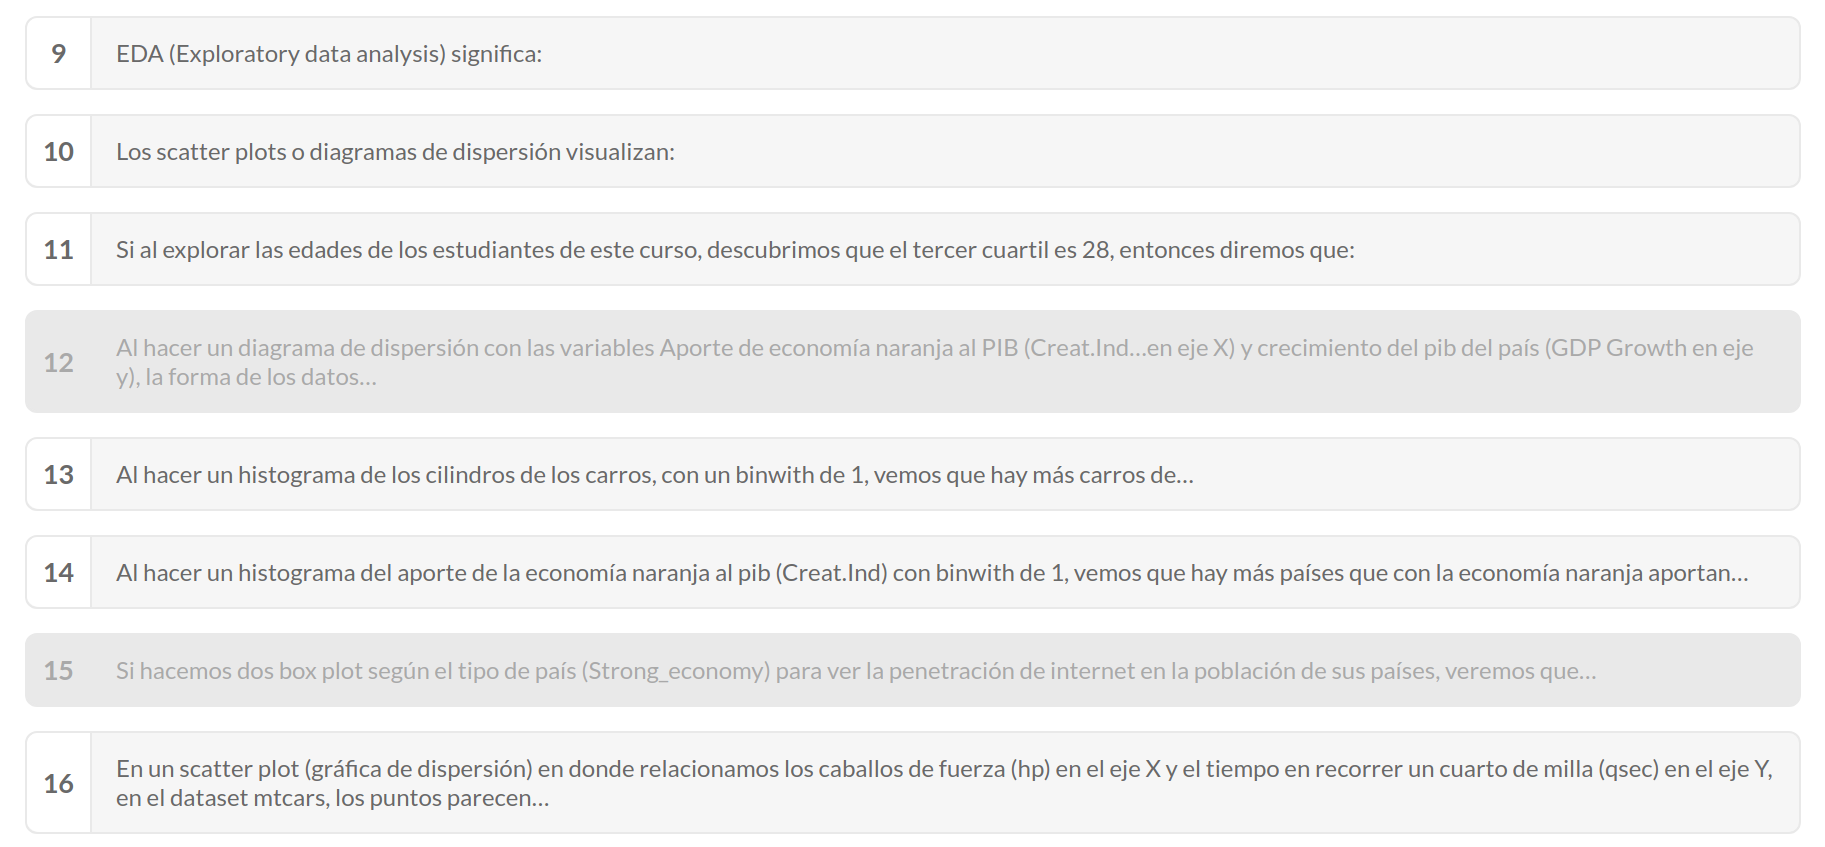 9
EDA (Exploratory data analysis) significa:
10
Los scatter plots o diagramas de dispersión visualizan:
11
Si al explorar las edades de los estudiantes de este curso, descubrimos que el tercer cuartil es 28, entonces diremos que:
12
Al hacer un diagrama de dispersión con las variables Aporte de economía naranja al PIB (Creat.Ind...en eje X) y crecimiento del pib del país (GDP Growth en eje
y), la forma de los datos...
13
Al hacer un histograma de los cilindros de los carros, con un binwith de 1, vemos que hay más carros de...
14
Al hacer un histograma del aporte de la economía naranja al pib (Creat.Ind) con binwith de 1, vemos que hay más países que con la economía naranja aportan...
15
Si hacemos dos box plot según el tipo de país (Strong_economy) para ver la penetración de internet en la población de sus países, veremos que...
16
En un scatter plot (gráfica de dispersión) en donde relacionamos los caballos de fuerza (hp) en el eje X y el tiempo en recorrer un cuarto de milla (qsec) en el eje Y,
en el dataset mtcars, los puntos parecen...